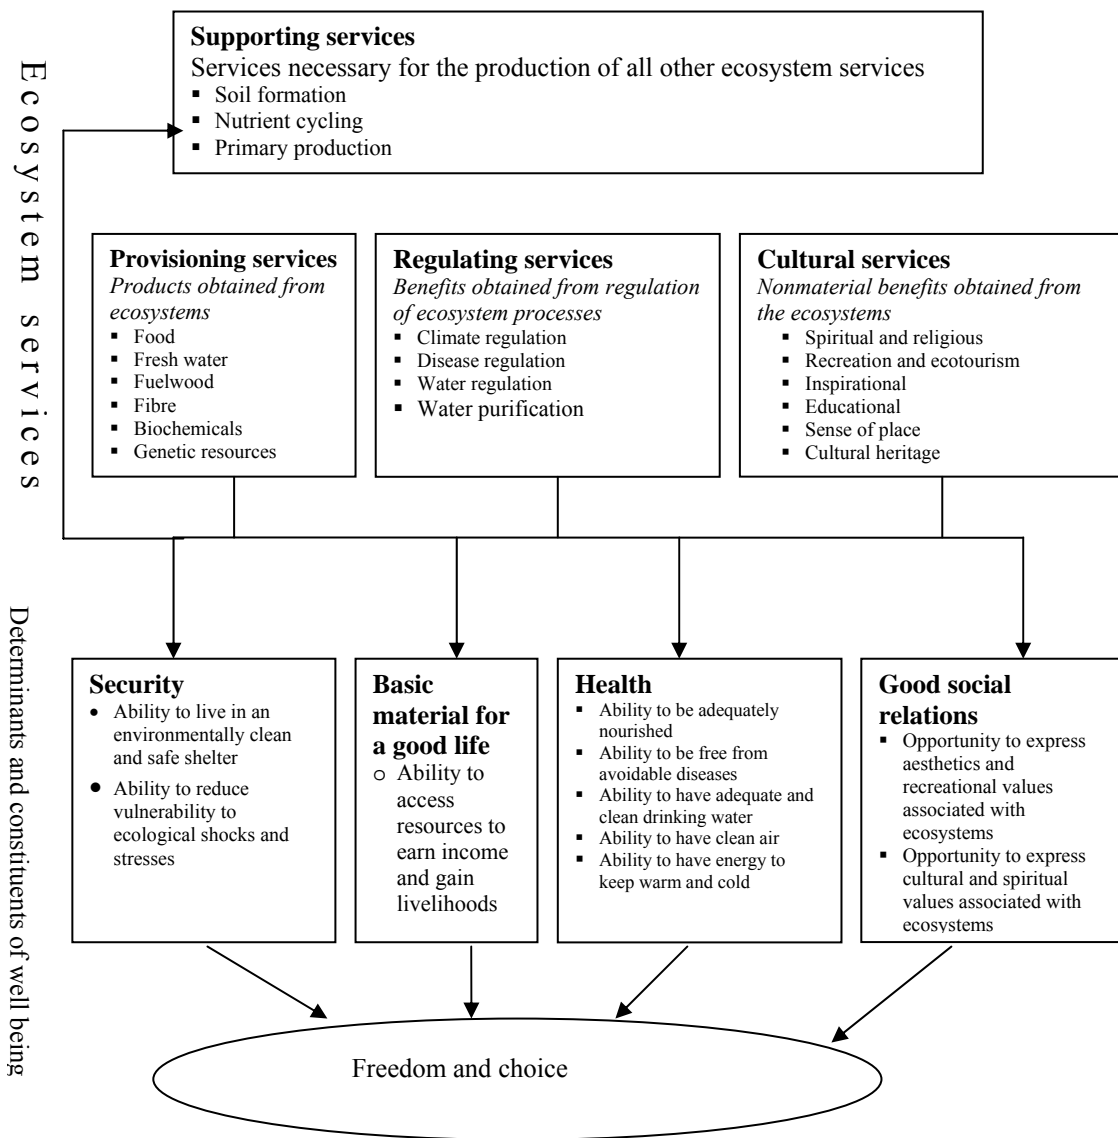 Ecosystem services
Supporting services
Services necessary for the production of all other ecosystem services
▪ Soil formation
▪ Nutrient cycling
▪ Primary production
Provisioning services
Products obtained from
ecosystems
▪ Food
▪ Fresh water
▪ Fuelwood
▪ Fibre
▪ Biochemicals
▪ Genetic resources
Regulating services
Benefits obtained from regulation
of ecosystem processes
▪ Climate regulation
▪ Disease regulation
▪ Water regulation
▪ Water purification
Cultural services
Nonmaterial benefits obtained from
the ecosystems
▪ Spiritual and religious
▪ Recreation and ecotourism
▪ Inspirational
▪ Educational
▪ Sense of place
▪ Cultural heritage
Determinants and constituents of well being
Security
• Ability to live in an
environmentally clean
and safe shelter
• Ability to reduce
vulnerability to
ecological shocks and
stresses
Basic
material for
a good life
o Ability to
access
resources to
earn income
and gain
livelihoods
Health
▪ Ability to be adequately
nourished
▪ Ability to be free from
avoidable diseases
▪ Ability to have adequate and
clean drinking water
▪ Ability to have clean air
▪ Ability to have energy to
keep warm and cold
Good social
relations
▪ Opportunity to express
aesthetics and
recreational values
associated with
ecosystems
▪ Opportunity to express
cultural and spiritual
values associated with
ecosystems
Freedom and choice